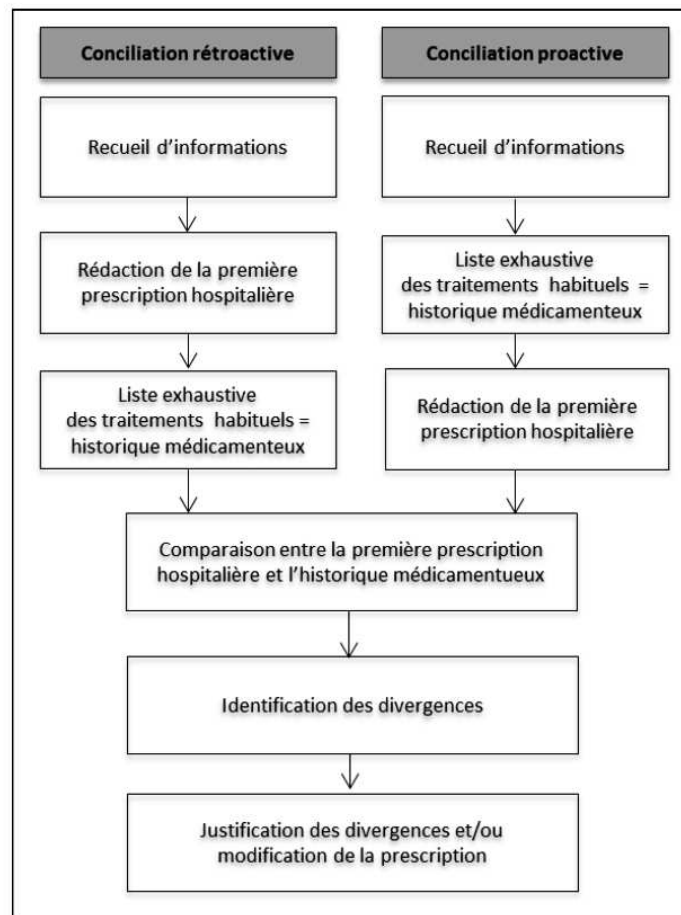 Conciliation rétroactive
Conciliation proactive
Recueil d’informations
Recueil d’informations
Rédaction de la première
prescription hospitalière
Liste exhaustive
des traitements habituels =
historique médicamenteux
Liste exhaustive
des traitements habituels =
historique médicamenteux
Rédaction de la première
prescription hospitalière
Comparaison entre la première prescription
hospitalière et l’historique médicamentueux
Identification des divergences
Justification des divergences et/ou
modification de la prescription